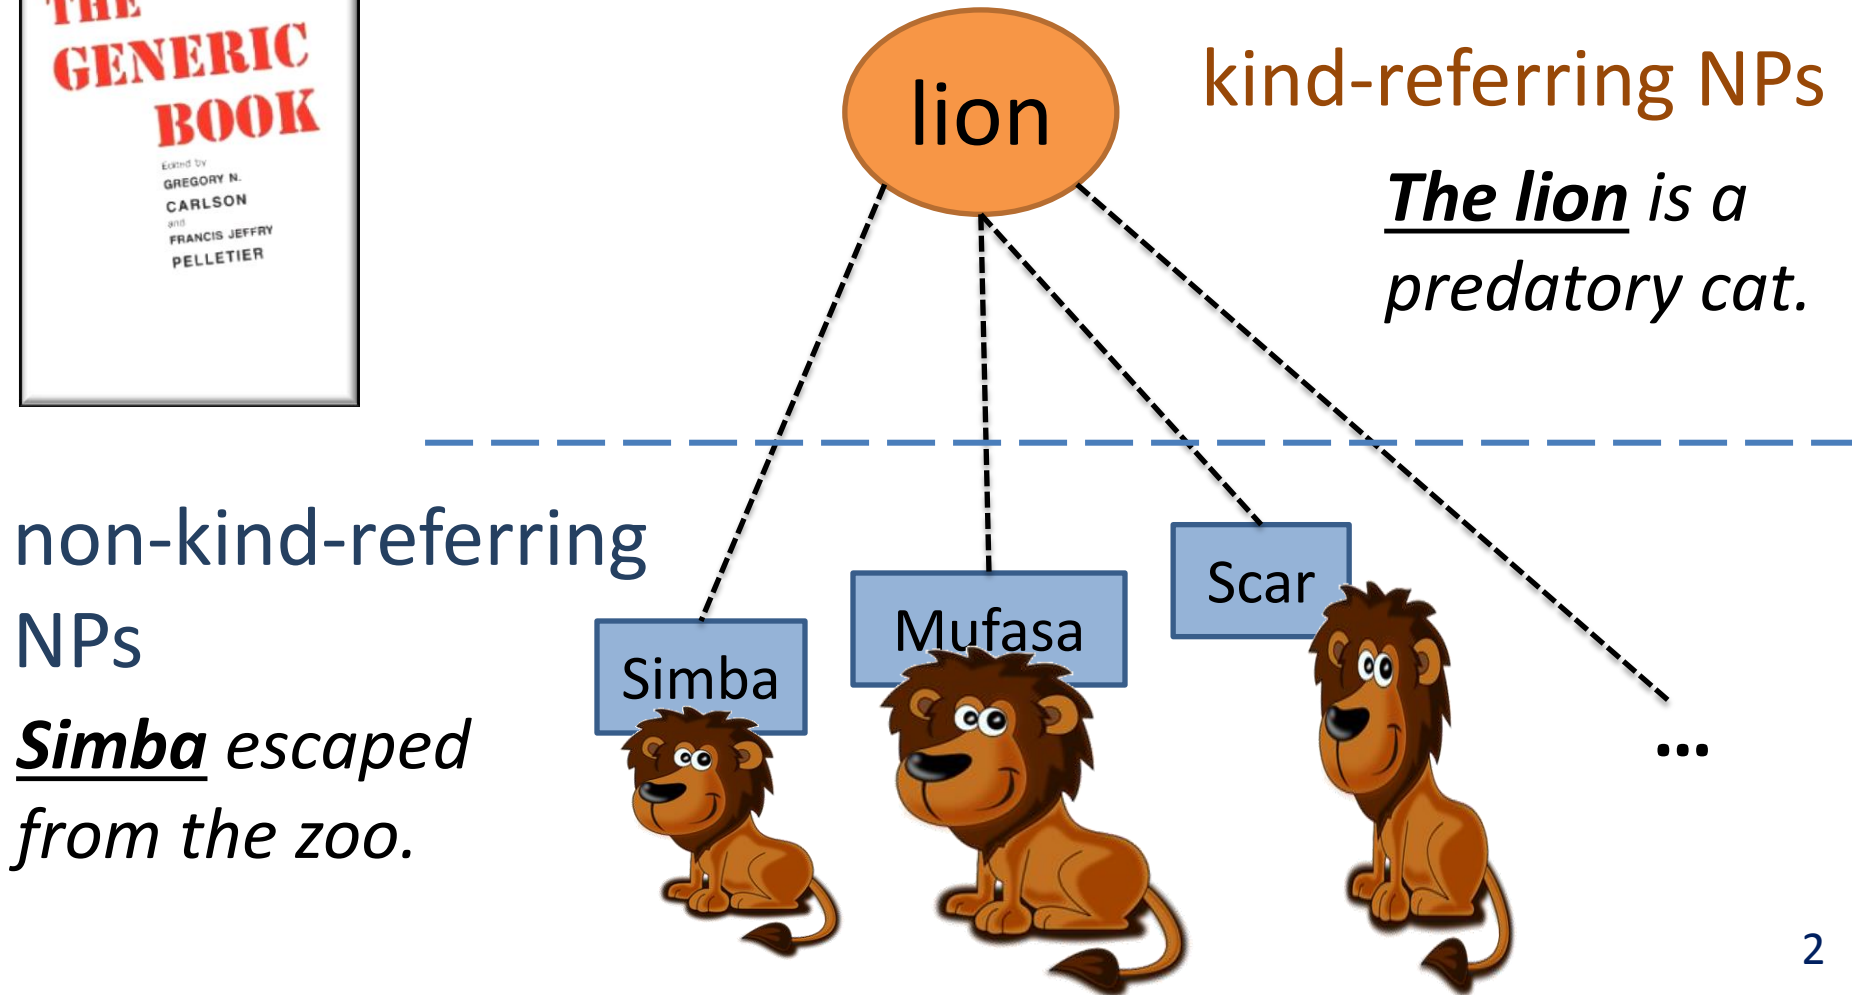 THE
GENERIC
BOOK
Edited by
GREGORY N.
CARLSON
and
FRANCIS JEFFRY
PELLETIER
lion
kind-referring NPs
The lion is a
predatory cat.
non-kind-referring
NPs
Simba escaped
from the zoo.
Simba
Mufasa
Scar
...
2